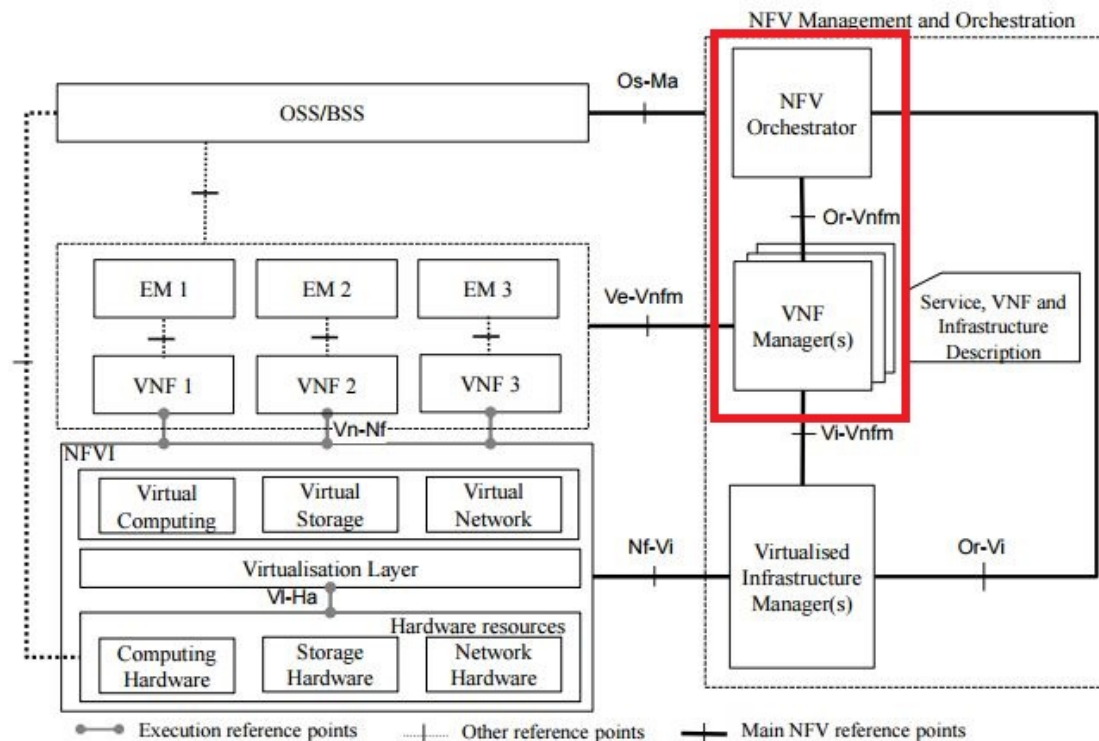 NFV Management and Orchestration
Os-Ma
OSS/BSS
NFV
Orchestrator
Or-Vnfm
EM 1
EM 2
EM 3
Ve-Vnfm
VNF
Manager(s)
Service, VNF and
Infrastructure
Description
VNF 1
VNF 2
VNF 3
Vn-Nf
Vi-Vnfm
NFVI
Virtual
Computing
Virtual
Storage
Virtual
Network
Nf-Vi
Virtualised
Infrastructure
Manager(s)
Or-Vi
Virtualisation Layer
Vl-Ha
Hardware resources
Computing
Hardware
Storage
Hardware
Network
Hardware
Execution reference points
Other reference points
Main NFV reference points